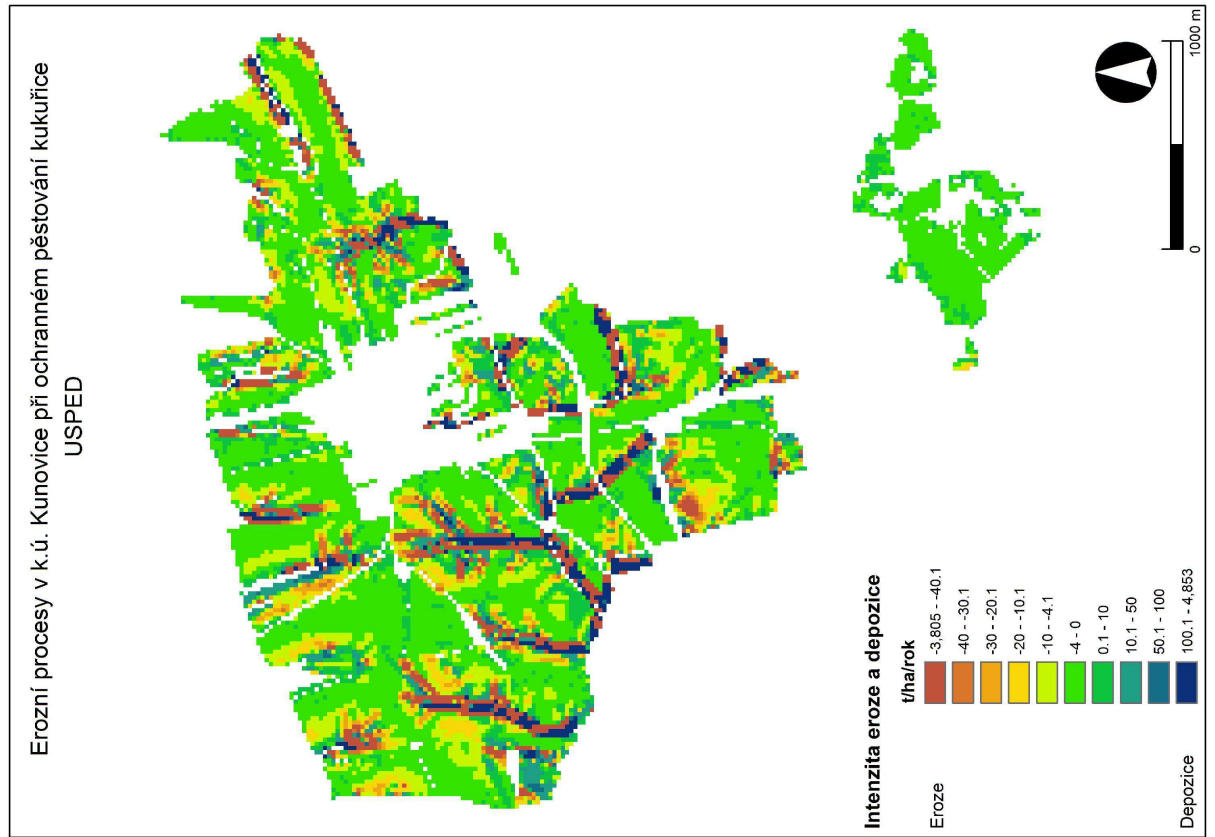 Erozní procesy v k.ú. Kunovice při ochranném pěstování kukuřice
USPED
Intenzita eroze a depozice
t/ha/rok
Eroze
-3,805 - -40.1
-40 - -30.1
-30 - -20.1
-20 - -10.1
-10 - -4.1
-4 - 0
0.1 - 10
10.1 - 50
50.1 - 100
100.1 - 4,853
Depozice
0
1000 m